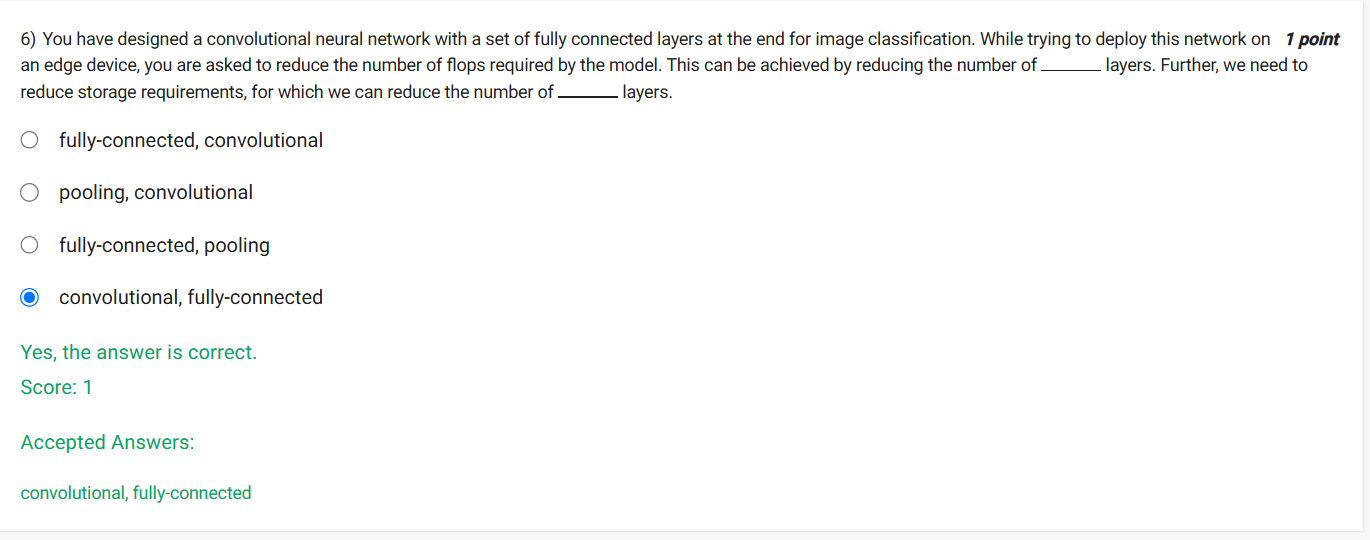 6) You have designed a convolutional neural network with a set of fully connected layers at the end for image classification. While trying to deploy this network on 1 point
an edge device, you are asked to reduce the number of flops required by the model. This can be achieved by reducing the number of ______ layers. Further, we need to
reduce storage requirements, for which we can reduce the number of ______ layers.
fully-connected, convolutional
pooling, convolutional
fully-connected, pooling
convolutional, fully-connected
Yes, the answer is correct.
Score: 1
Accepted Answers:
convolutional, fully-connected